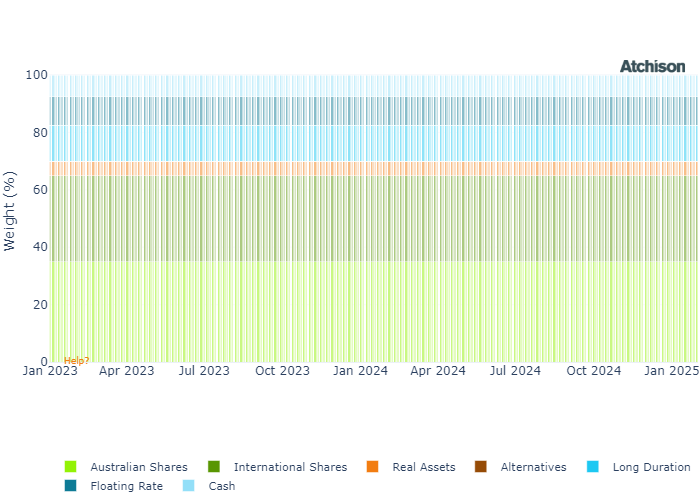 Atchison
100
80
60
40
20
0
Weight (%)
Help?
Jan 2023 Apr 2023 Jul 2023 Oct 2023 Jan 2024 Apr 2024 Jul 2024 Oct 2024 Jan 2025
Australian Shares International Shares Real Assets Alternatives Long Duration
Floating Rate Cash